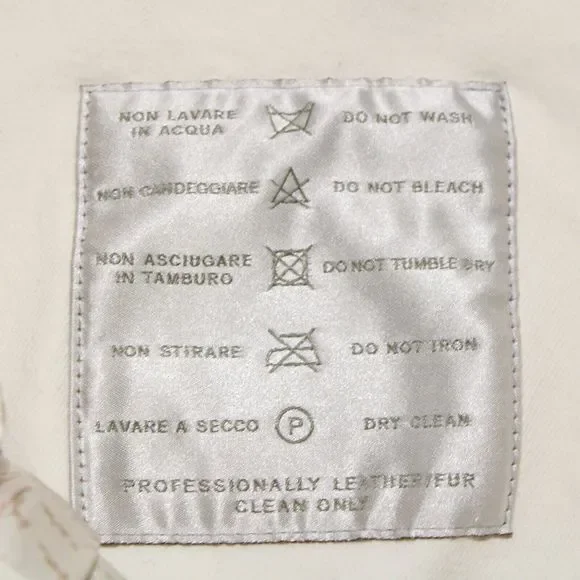 NON LAVARE
IN ACQUA
DO NOT WASH
NON CANDEGGIARE
DO NOT BLEACH
NON ASCIUGARE
IN TAMBURO
DO NOT TUMBLE DRY
NON STIRARE
DO NOT IRON
LAVARE A SECCO
P
DRY CLEAN
PROFESSIONALLY LEATHER/FUR
CLEAN ONLY